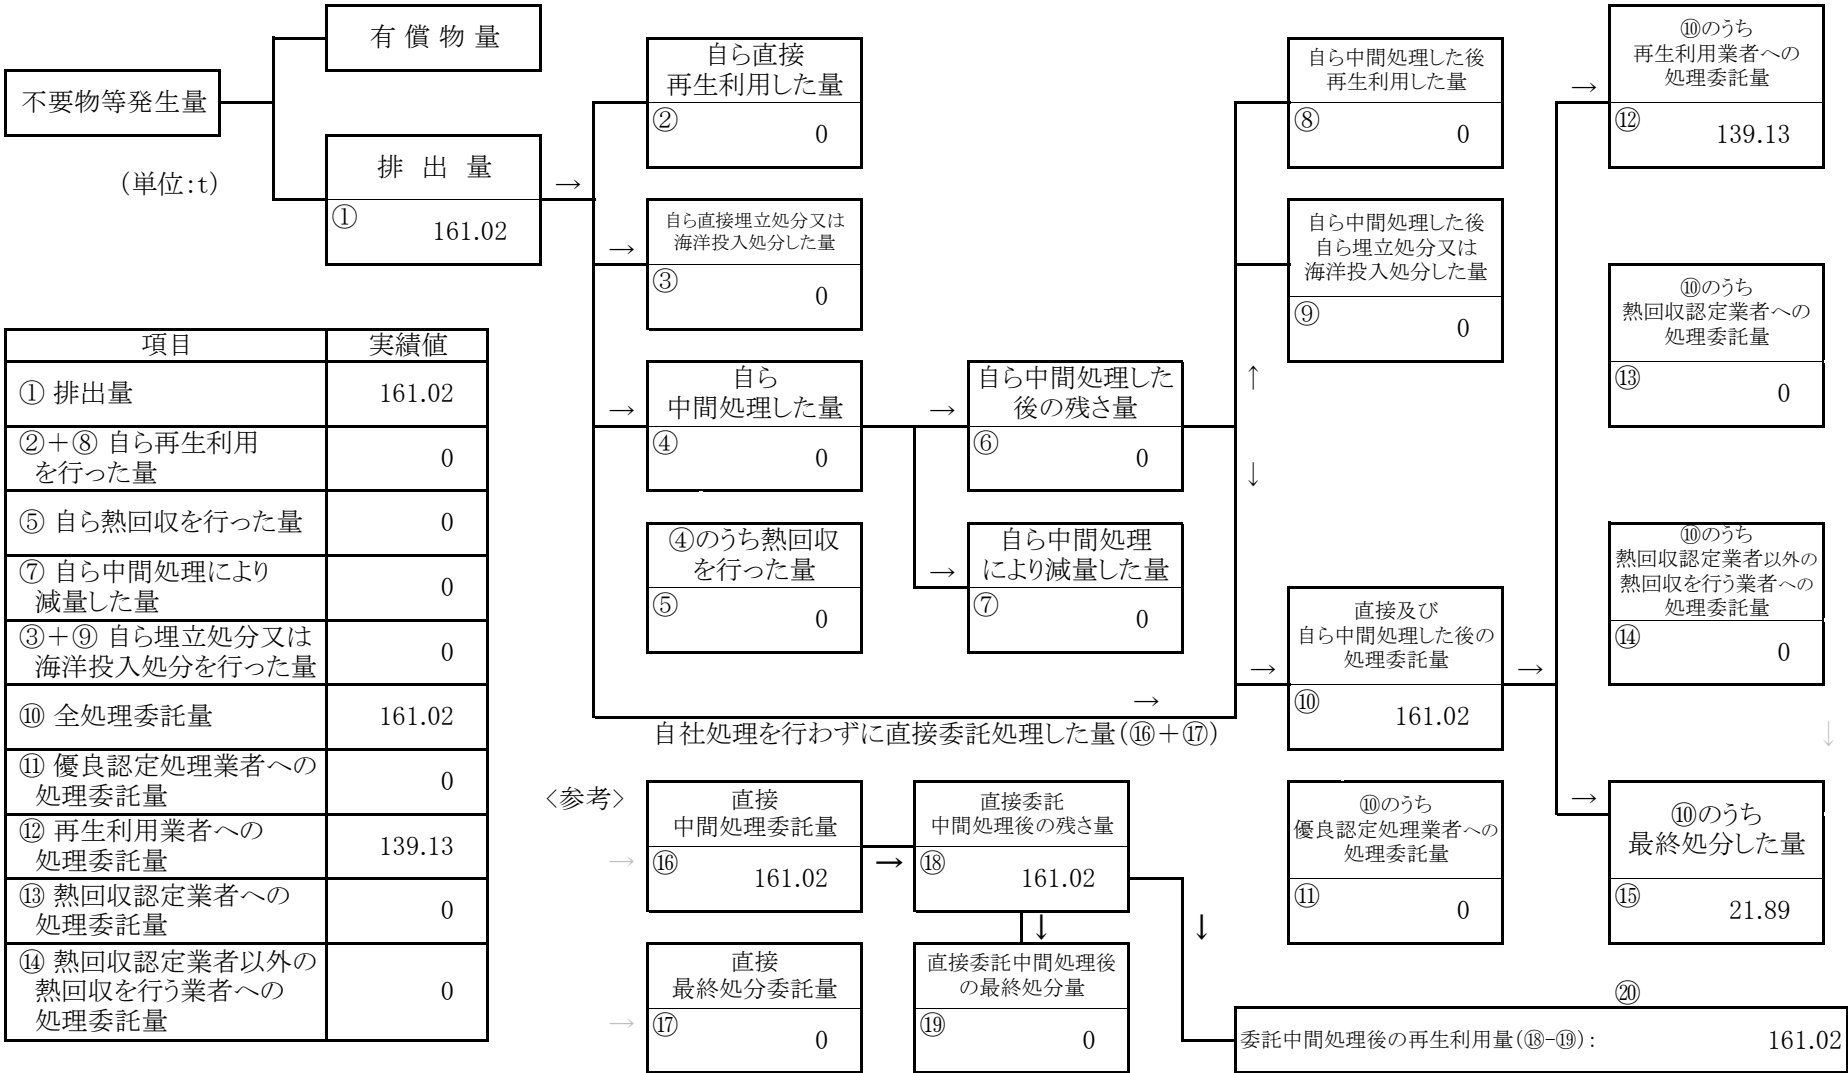 有 償 物 量
不要物等発生量
(単位:t)
排 出 量
①
161.02
→
自ら直接
再生利用した量
②
0
→
自ら直接埋立処分又は
海洋投入処分した量
③
0
→
自ら
中間処理した量
④
0
④のうち熱回収
を行った量
⑤
0
→
自ら中間処理した
後の残さ量
⑥
0
→
自ら中間処理
により減量した量
⑦
0
自ら中間処理した後
再生利用した量
⑧
0
自ら中間処理した後
自ら埋立処分又は
海洋投入処分した量
⑨
0
↑
↓
→
自社処理を行わずに直接委託処理した量(⑯+⑰)
→
直接及び
自ら中間処理した後の
処理委託量
⑩
161.02
→
⑩のうち
優良認定処理業者への
処理委託量
⑪
0
→
⑩のうち
再生利用業者への
処理委託量
⑫
139.13
⑩のうち
熱回収認定業者への
処理委託量
⑬
0
⑩のうち
熱回収認定業者以外の
熱回収を行う業者への
処理委託量
⑭
0
↓
→
⑩のうち
最終処分した量
⑮
21.89
項目 実績値
① 排出量 161.02
②+⑧ 自ら再生利用
を行った量 0
⑤ 自ら熱回収を行った量 0
⑦ 自ら中間処理により
減量した量 0
③+⑨ 自ら埋立処分又は
海洋投入処分を行った量 0
⑩ 全処理委託量 161.02
⑪ 優良認定処理業者への
処理委託量 0
⑫ 再生利用業者への
処理委託量 139.13
⑬ 熱回収認定業者への
処理委託量 0
⑭ 熱回収認定業者以外の
熱回収を行う業者への
処理委託量 0
<参考>
→
直接
中間処理委託量
⑯
161.02
→
直接委託
中間処理後の残さ量
⑱
161.02
↓
↓
→
直接
最終処分委託量
⑰
0
直接委託中間処理後
の最終処分量
⑲
0
⑳
委託中間処理後の再生利用量(⑱-⑲): 161.02